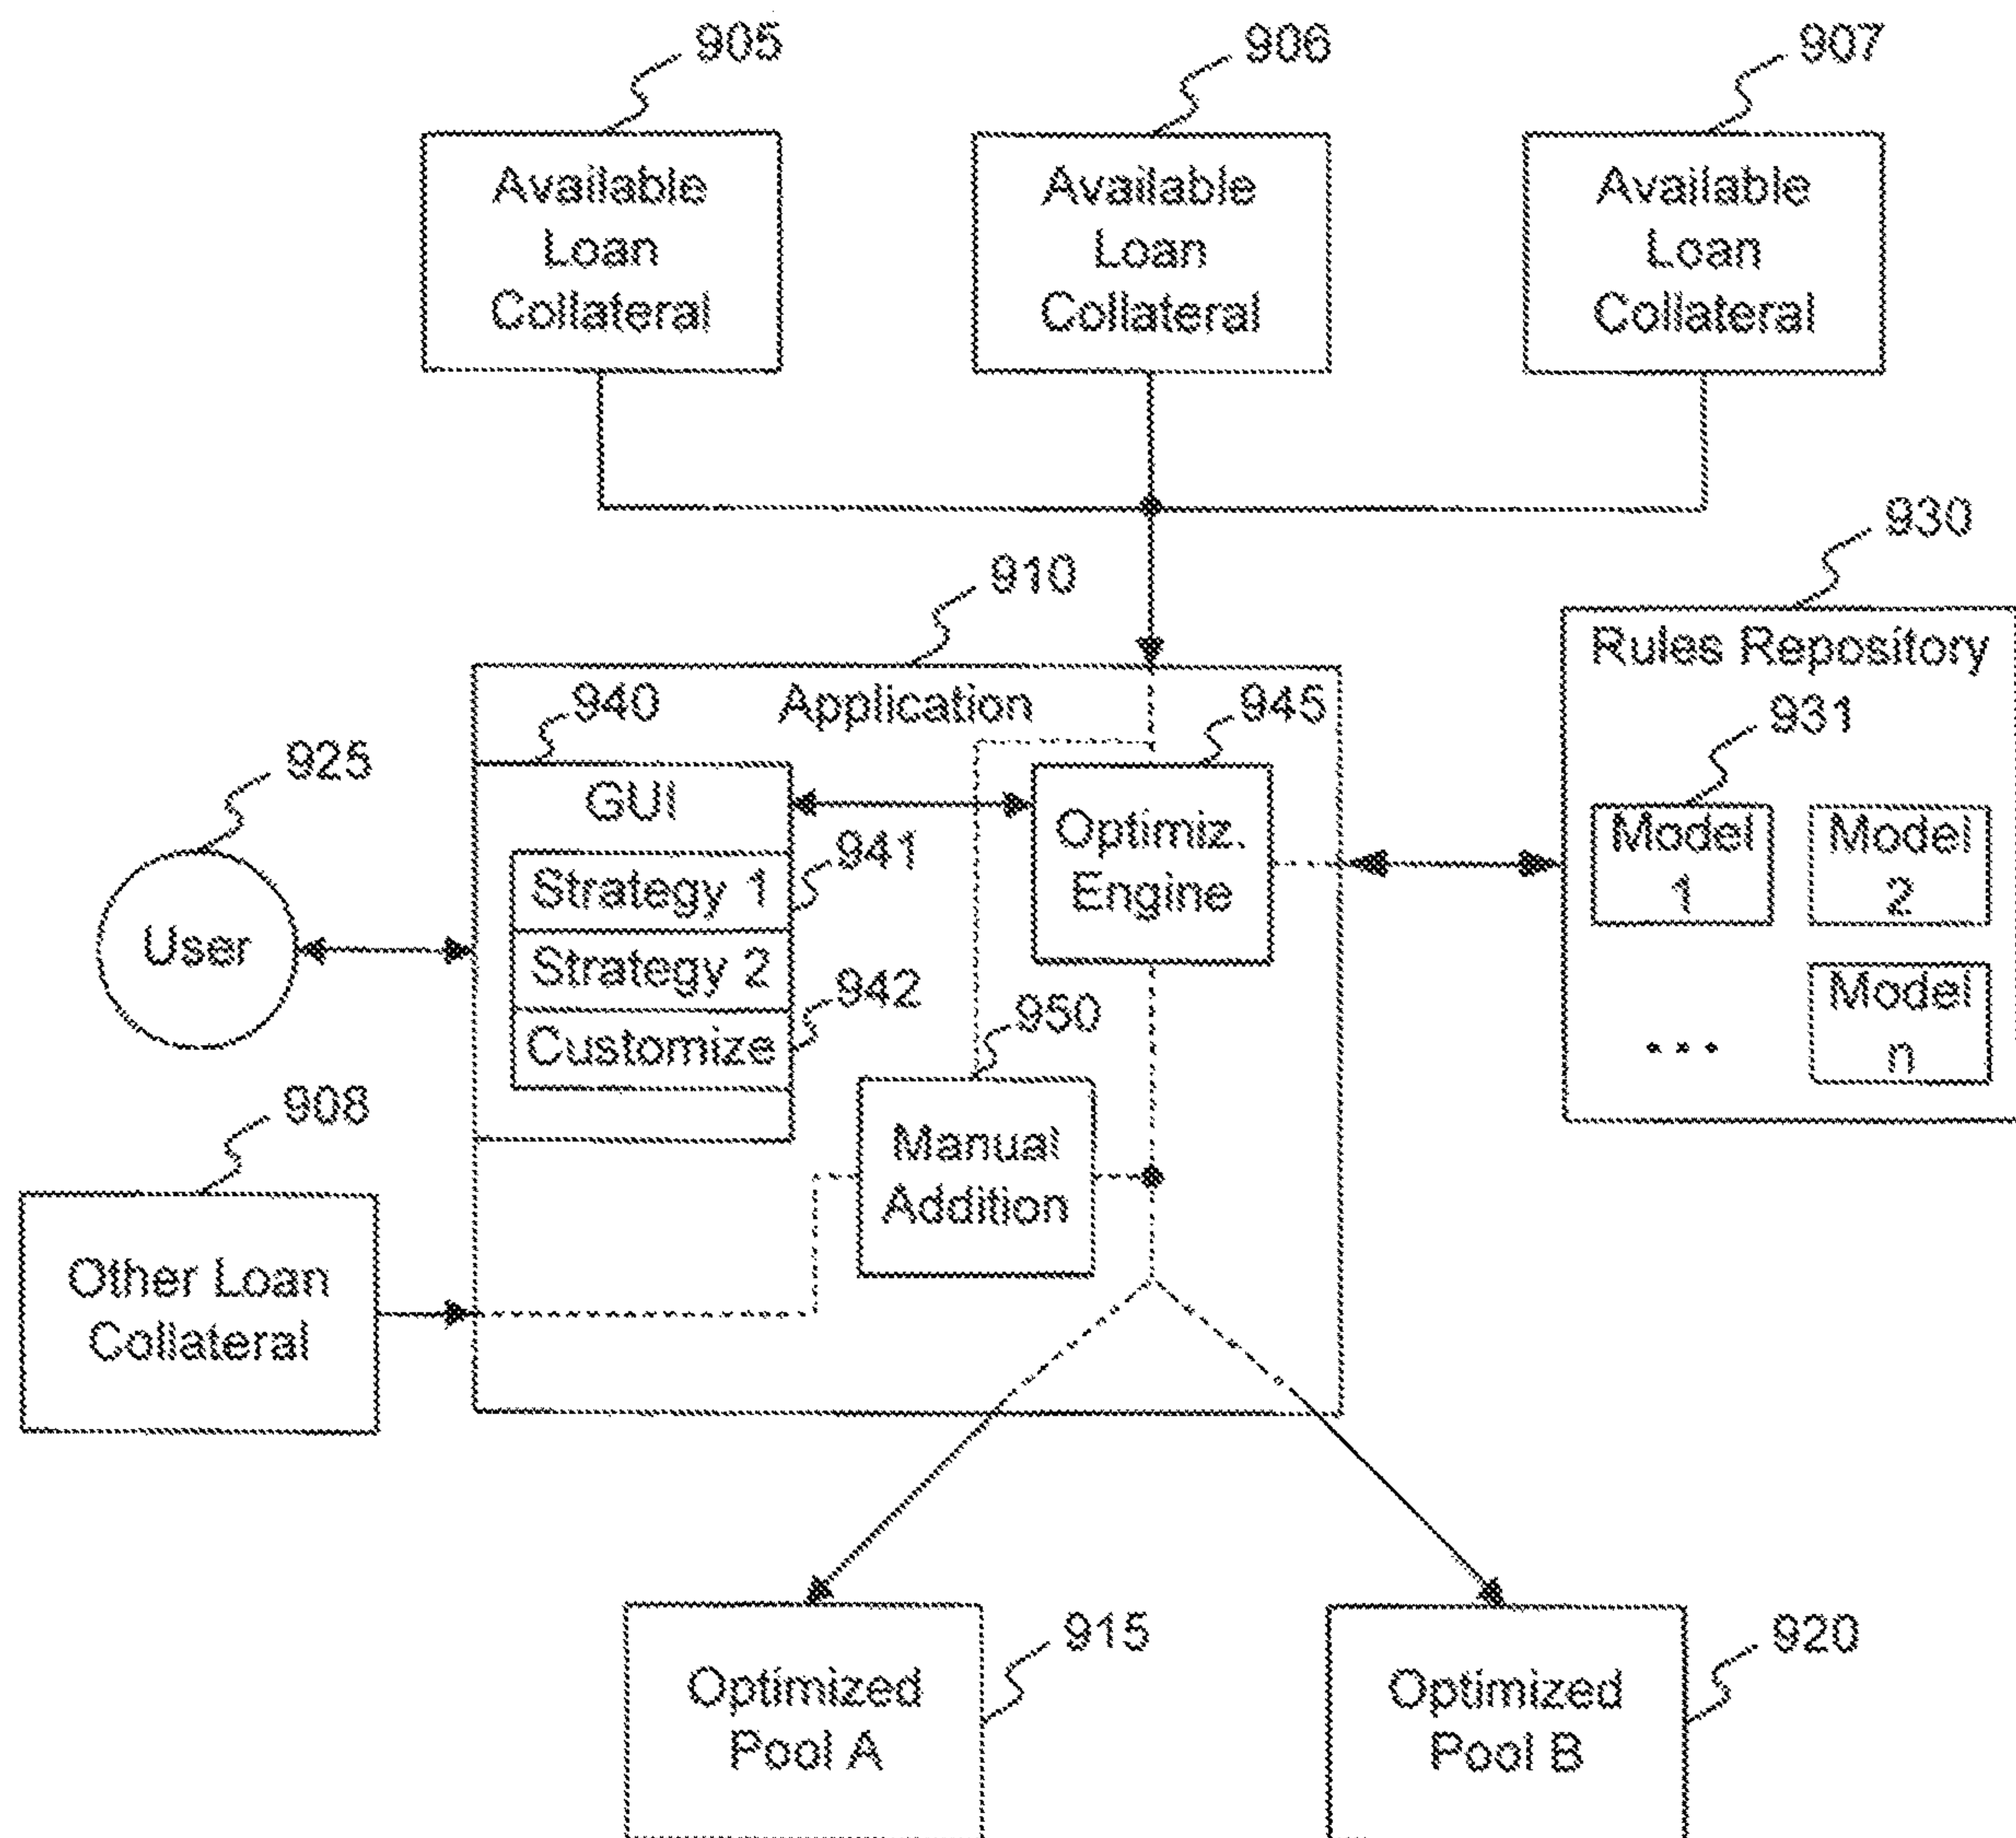 905
906
907
Available
Loan
Collateral
Available
Loan
Collateral
Available
Loan
Collateral
910
930
Application
940
945
Rules Repository
931
925
GUI
Optimiz.
Engine
941
Strategy 1
Strategy 2
942
Customize
Model
1
Model
2
...
Model
n
User
950
Manual
Addition
908
Other Loan
Collateral
915
920
Optimized
Pool A
Optimized
Pool B